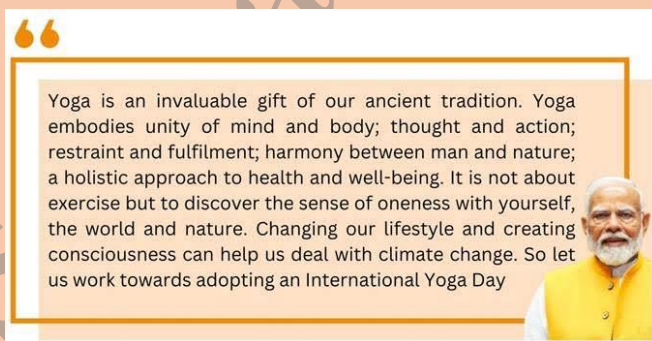 Yoga is an invaluable gift of our ancient tradition. Yoga
embodies unity of mind and body; thought and action;
restraint and fulfilment; harmony between man and nature;
a holistic approach to health and well-being. It is not about
exercise but to discover the sense of oneness with yourself,
the world and nature. Changing our lifestyle and creating
consciousness can help us deal with climate change. So let
us work towards adopting an International Yoga Day